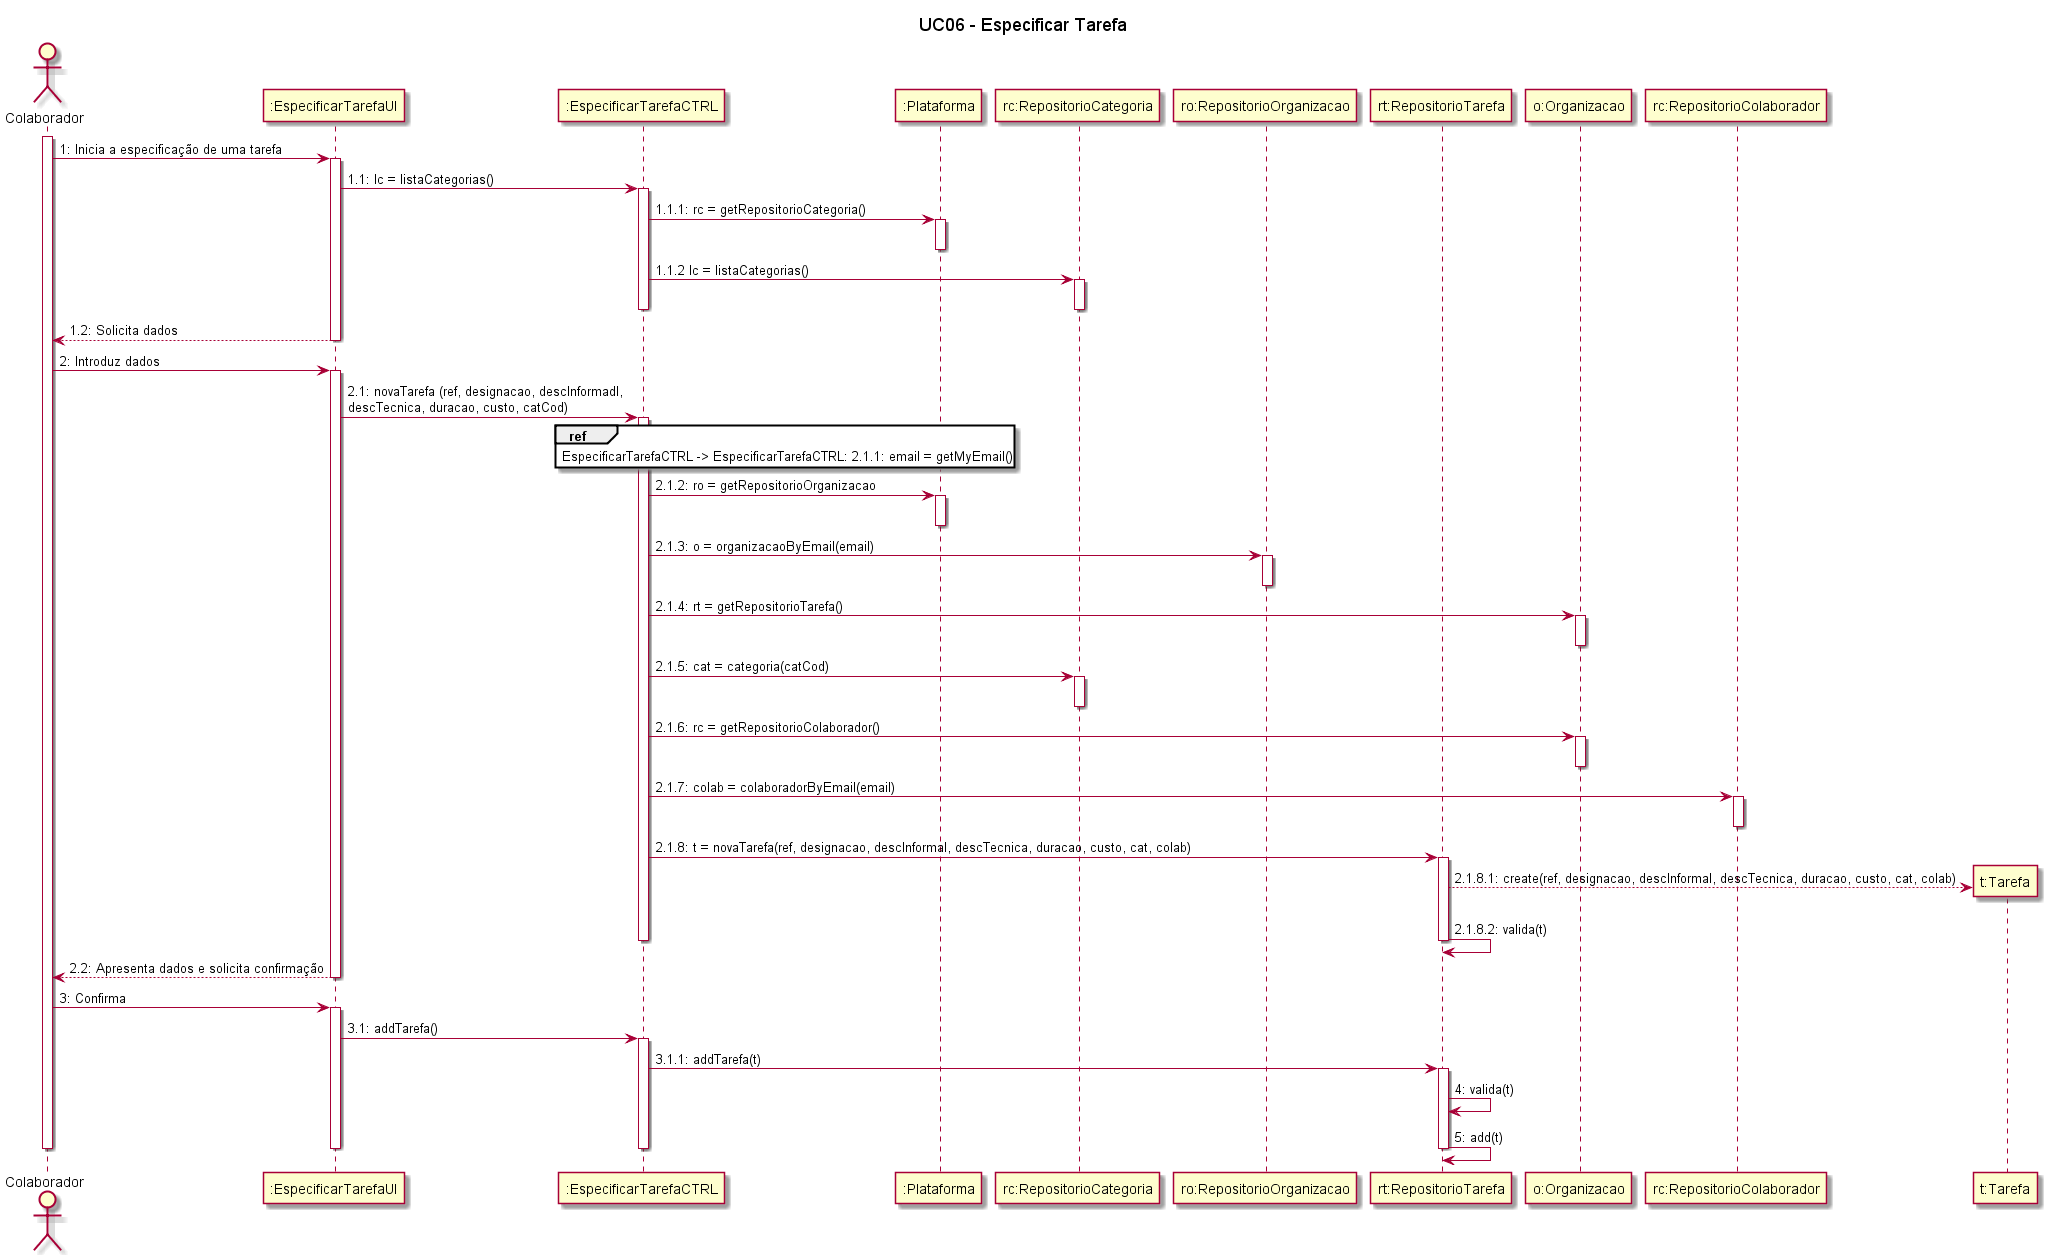 UC06 - Especificar Tarefa
Colaborador
:EspecificarTarefaUI
:EspecificarTarefaCTRL
:Plataforma
rc:RepositorioCategoria
ro:RepositorioOrganizacao
rt:RepositorioTarefa
o:Organizacao
rc:RepositorioColaborador
1: Inicia a especificação de uma tarefa
1.1: lc = listaCategorias()
1.1.1: rc = getRepositorioCategoria()
1.1.2 lc = listaCategorias()
1.2: Solicita dados
2: Introduz dados
2.1: novaTarefa (ref, designacao, descInformadl,
descTecnica, duracao, custo, catCod)
ref
EspecificarTarefaCTRL -> EspecificarTarefaCTRL: 2.1.1: email = getMyEmail()
2.1.2: ro = getRepositorioOrganizacao
2.1.3: o = organizacaoByEmail(email)
2.1.4: rt = getRepositorioTarefa()
2.1.5: cat = categoria(catCod)
2.1.6: rc = getRepositorioColaborador()
2.1.7: colab = colaboradorByEmail(email)
2.1.8: t = novaTarefa(ref, designacao, descInformal, descTecnica, duracao, custo, cat, colab)
2.1.8.1: create(ref, designacao, descInformal, descTecnica, duracao, custo, cat, colab)
t:Tarefa
2.1.8.2: valida(t)
2.2: Apresenta dados e solicita confirmação
3: Confirma
3.1: addTarefa()
3.1.1: addTarefa(t)
4: valida(t)
5: add(t)
Colaborador
:EspecificarTarefaUI
:EspecificarTarefaCTRL
:Plataforma
rc:RepositorioCategoria
ro:RepositorioOrganizacao
rt:RepositorioTarefa
o:Organizacao
rc:RepositorioColaborador
t:Tarefa